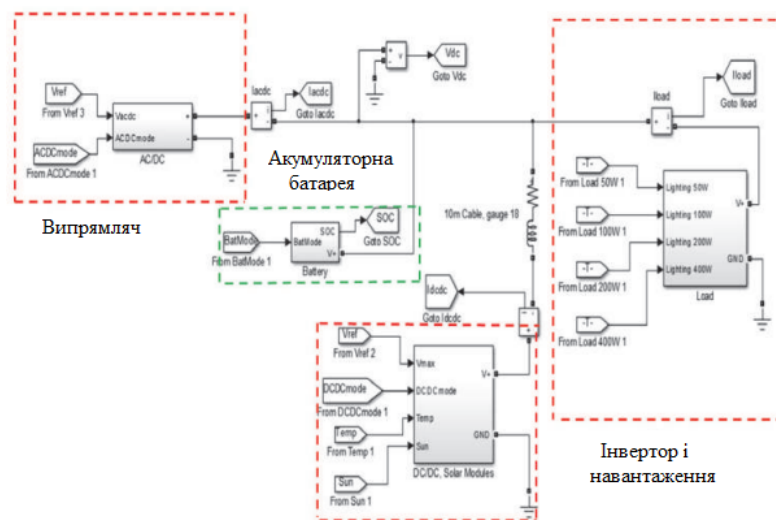 Vref
From Vref 3
ACDCmode
From ACDCmode 1
Vacdc
ACDCmode
+
-
AC/DC
Випрямляч
Iacdc
+
i
-
Iacdc
Goto Iacdc
+
-
v
Vdc
Goto Vdc
Акумуляторна
батарея
BatMode
From BatMode 1
BatMode
SOC
V+
Battery
SOC
Goto SOC
10m Cable, gauge 18
Idcdc
Goto Idcdc
i
+
-
Vref
From Vref 2
DCDCmode
From DCDCmode 1
Temp
From Temp 1
Sun
From Sun 1
Vmax
DCDCmode
Temp
Sun
V+
GND
DC/DC, Solar Modules
Iload
+
i
-
Iload
Goto Iload
-T-
From Load 50W 1
-T-
From Load 100W 1
-T-
From Load 200W 1
-T-
From Load 400W 1
Lighting 50W
Lighting 100W
Lighting 200W
Lighting 400W
V+
GND
Load
Інвертор і
навантаження